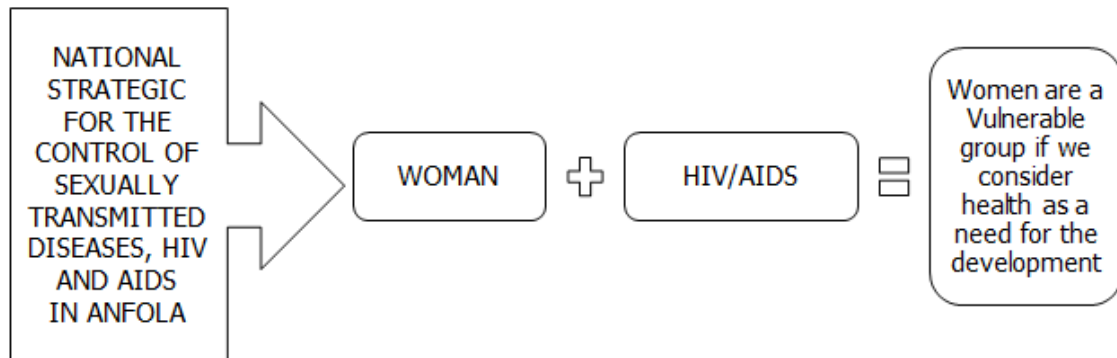 NATIONAL
STRATEGIC
FOR THE
CONTROL OF
SEXUALLY
TRANSMITTED
DISEASES, HIV
AND AIDS
IN ANFOLA
WOMAN
HIV/AIDS
Women are a
Vulnerable
group if we
consider
health as a
need for the
development